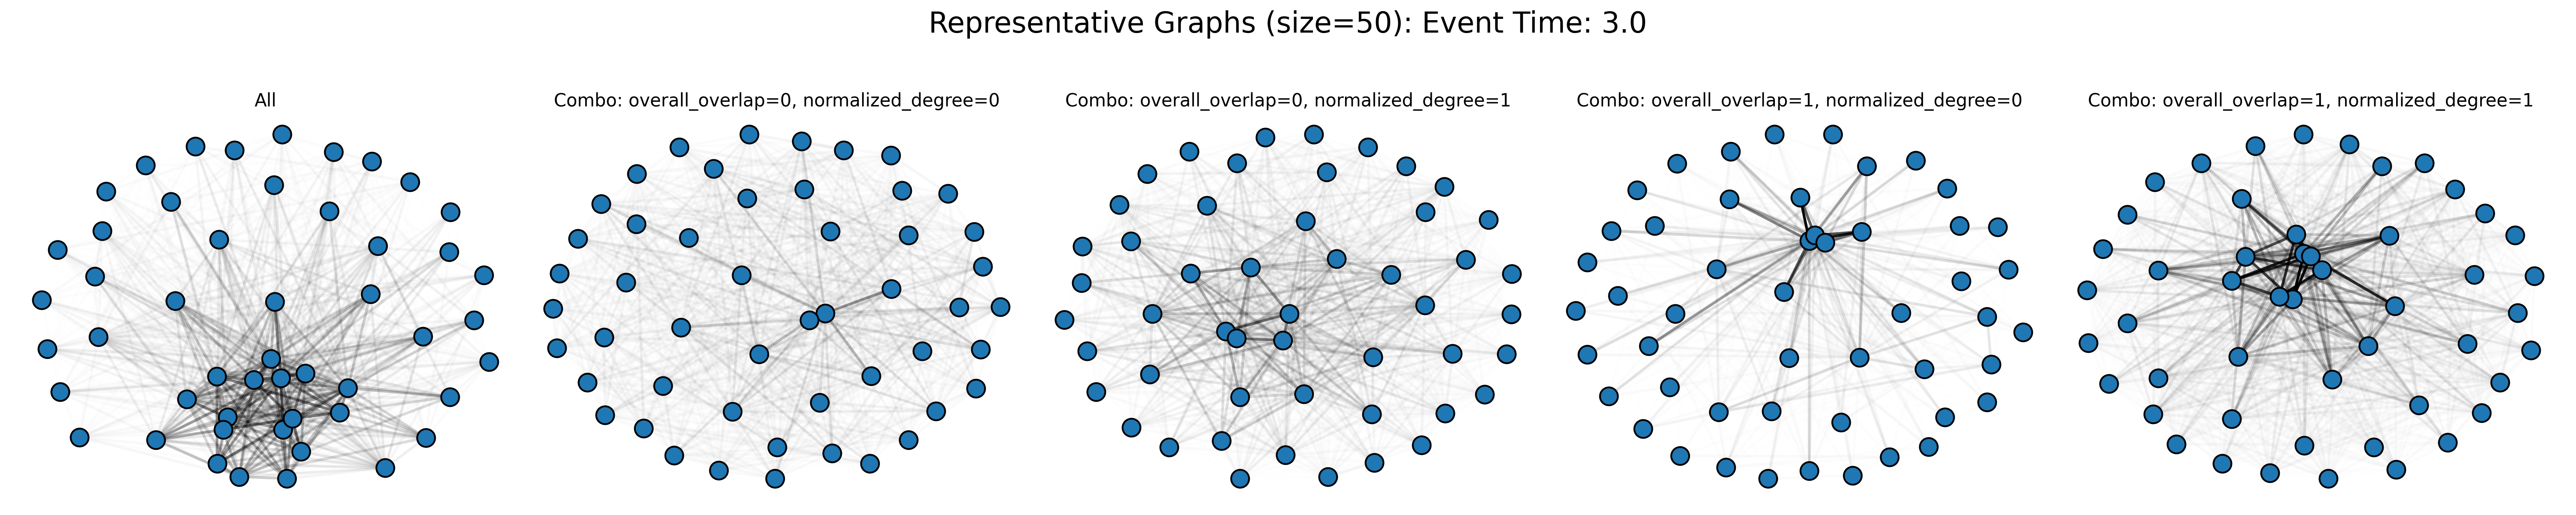 Representative Graphs (size=50): Event Time: 3.0
All
Combo: overall_overlap=0, normalized_degree=0
Combo: overall_overlap=0, normalized_degree=1
Combo: overall_overlap=1, normalized_degree=0
Combo: overall_overlap=1, normalized_degree=1